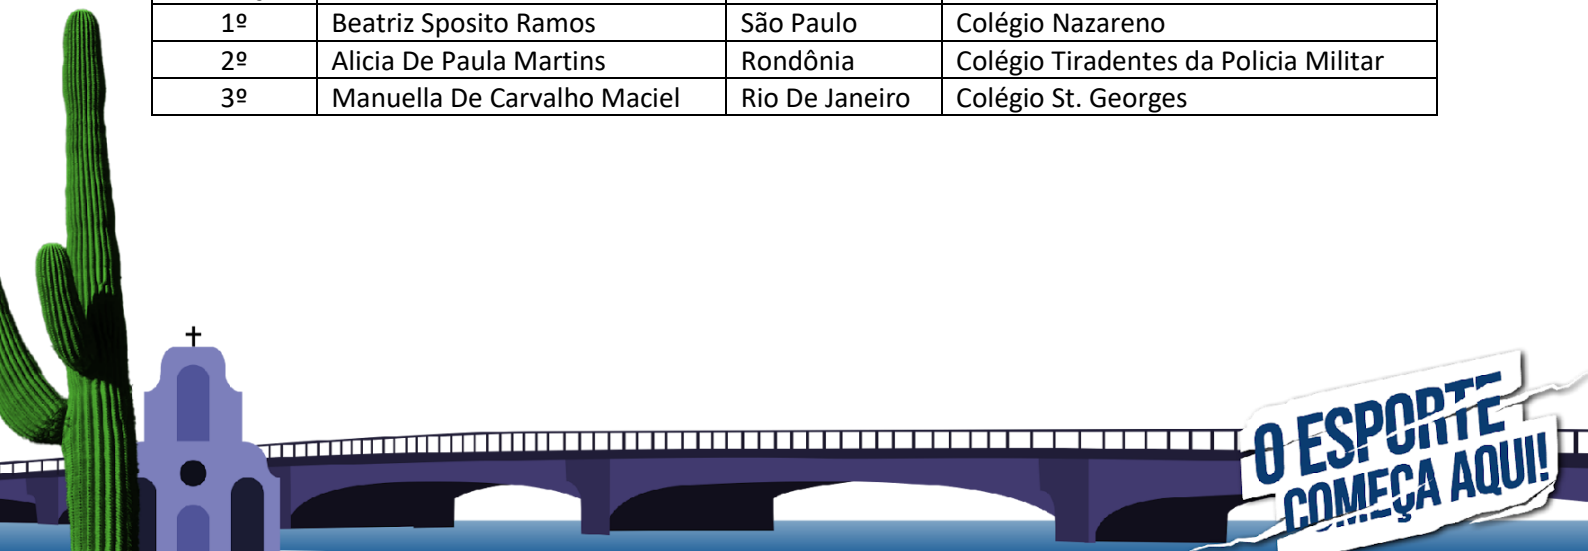 1º Beatriz Sposito Ramos São Paulo Colégio Nazareno
2º Alicia De Paula Martins Rondônia Colégio Tiradentes da Policia Militar
3º Manuella De Carvalho Maciel Rio De Janeiro Colégio St. Georges
O ESPORTE
COMEÇA AQUI!